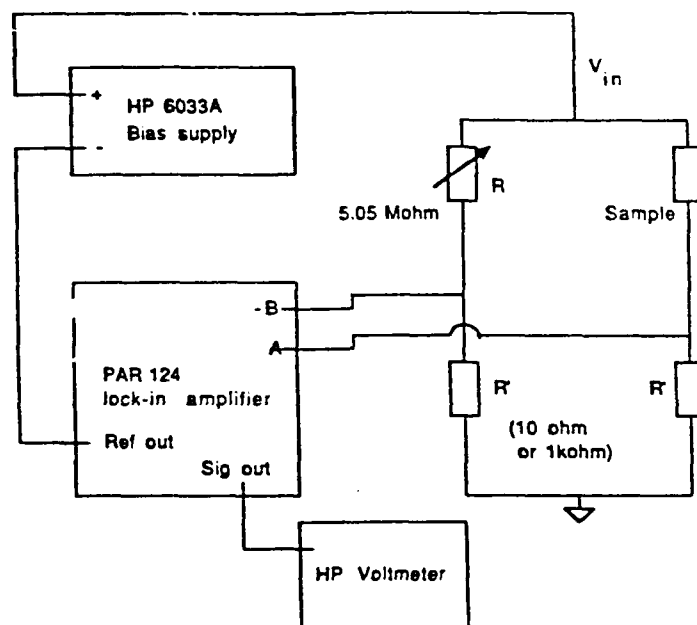 V in
+
HP 6033A
Bias supply
-
R
5.05 Mohm
Sample
- B
A
PAR 124
lock-in amplifier
R'
R'
(10 ohm
or 1kohm)
Ref out
Sig out
HP Voltmeter